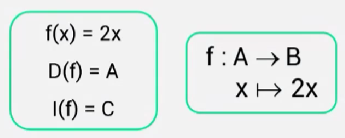 f(x) = 2x
D(f) = A
I(f) = C
f : A → B
x ↦ 2x